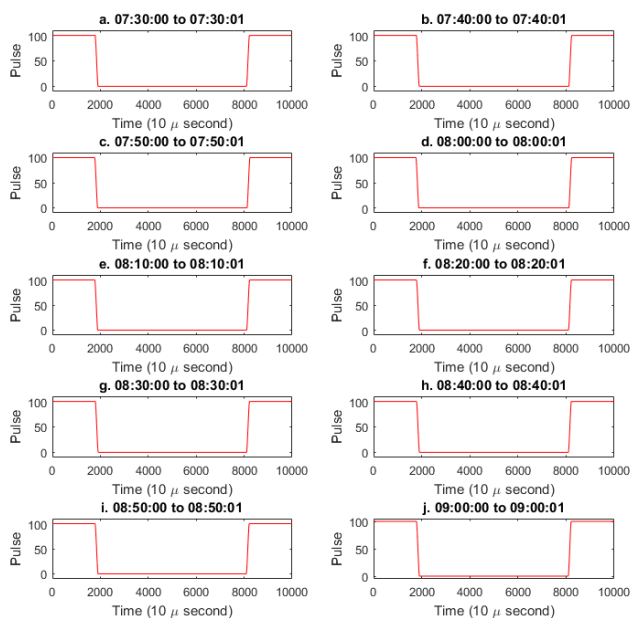 a. 07:30:00 to 07:30:01
Pulse
100
50
0
0 2000 4000 6000 8000 10000
Time (10 μ second)
b. 07:40:00 to 07:40:01
Pulse
100
50
0
0 2000 4000 6000 8000 10000
Time (10 μ second)
c. 07:50:00 to 07:50:01
Pulse
100
50
0
0 2000 4000 6000 8000 10000
Time (10 μ second)
d. 08:00:00 to 08:00:01
Pulse
100
50
0
0 2000 4000 6000 8000 10000
Time (10 μ second)
e. 08:10:00 to 08:10:01
Pulse
100
50
0
0 2000 4000 6000 8000 10000
Time (10 μ second)
f. 08:20:00 to 08:20:01
Pulse
100
50
0
0 2000 4000 6000 8000 10000
Time (10 μ second)
g. 08:30:00 to 08:30:01
Pulse
100
50
0
0 2000 4000 6000 8000 10000
Time (10 μ second)
h. 08:40:00 to 08:40:01
Pulse
100
50
0
0 2000 4000 6000 8000 10000
Time (10 μ second)
i. 08:50:00 to 08:50:01
Pulse
100
50
0
0 2000 4000 6000 8000 10000
Time (10 μ second)
j. 09:00:00 to 09:00:01
Pulse
100
50
0
0 2000 4000 6000 8000 10000
Time (10 μ second)